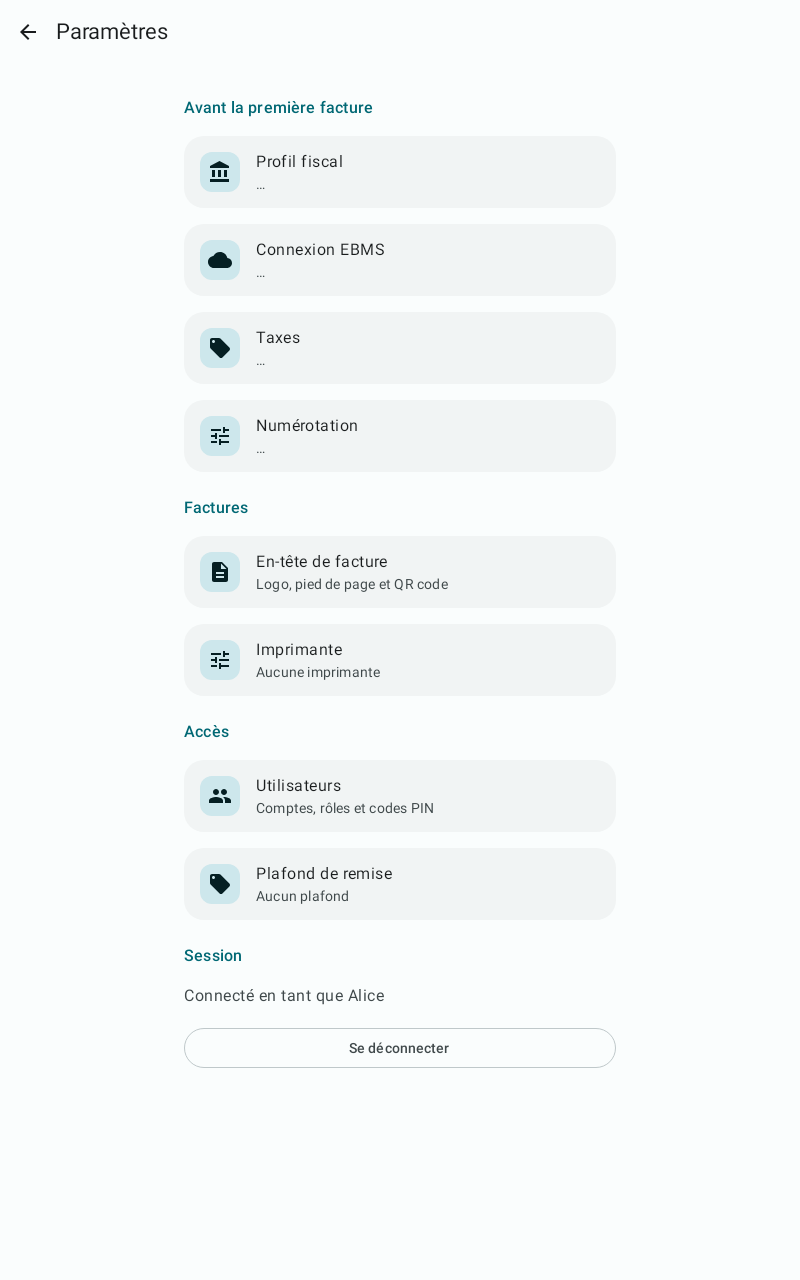 Paramètres
Avant la première facture
Profil fiscal
...
Connexion EBMS
...
Taxes
...
Numérotation
...
Factures
En-tête de facture
Logo, pied de page et QR code
Imprimante
Aucune imprimante
Accès
Utilisateurs
Comptes, rôles et codes PIN
Plafond de remise
Aucun plafond
Session
Connecté en tant que Alice
Se déconnecter